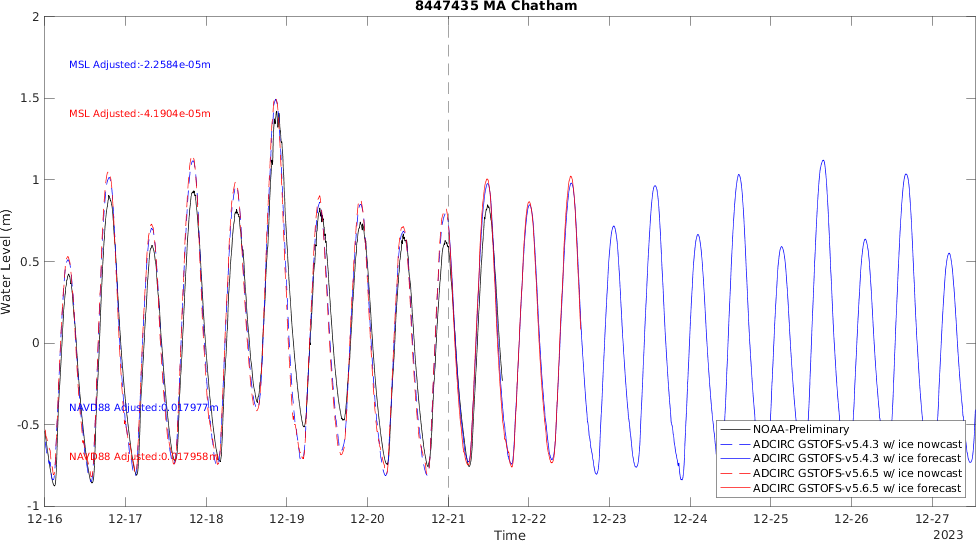 8447435 MA Chatham
2
MSL Adjusted:-2.2584e-05m
1.5
MSL Adjusted:-4.1904e-05m
1
0.5
Water Level (m)
0
NAVD88 Adjusted:0.017977m
-0.5
NAVD88 Adjusted:0.017958m
-1
NOAA-Preliminary
ADCIRC GSTOFS-v5.4.3 w/ ice nowcast
ADCIRC GSTOFS-v5.4.3 w/ ice forecast
ADCIRC GSTOFS-v5.6.5 w/ ice nowcast
ADCIRC GSTOFS-v5.6.5 w/ ice forecast
12-16 12-17 12-18 12-19 12-20 12-21 12-22 12-23 12-24 12-25 12-26 12-27
Time
2023